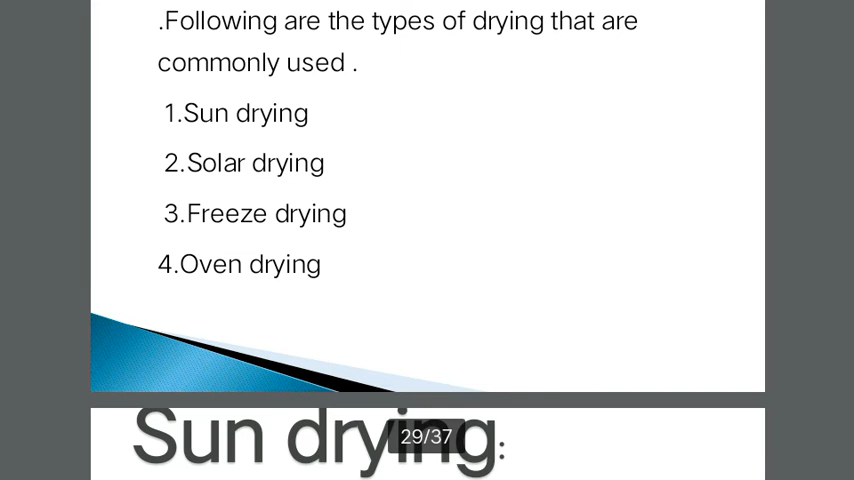 .Following are the types of drying that are
commonly used .
1.Sun drying
2.Solar drying
3.Freeze drying
4.Oven drying
Sun drying:
29/37